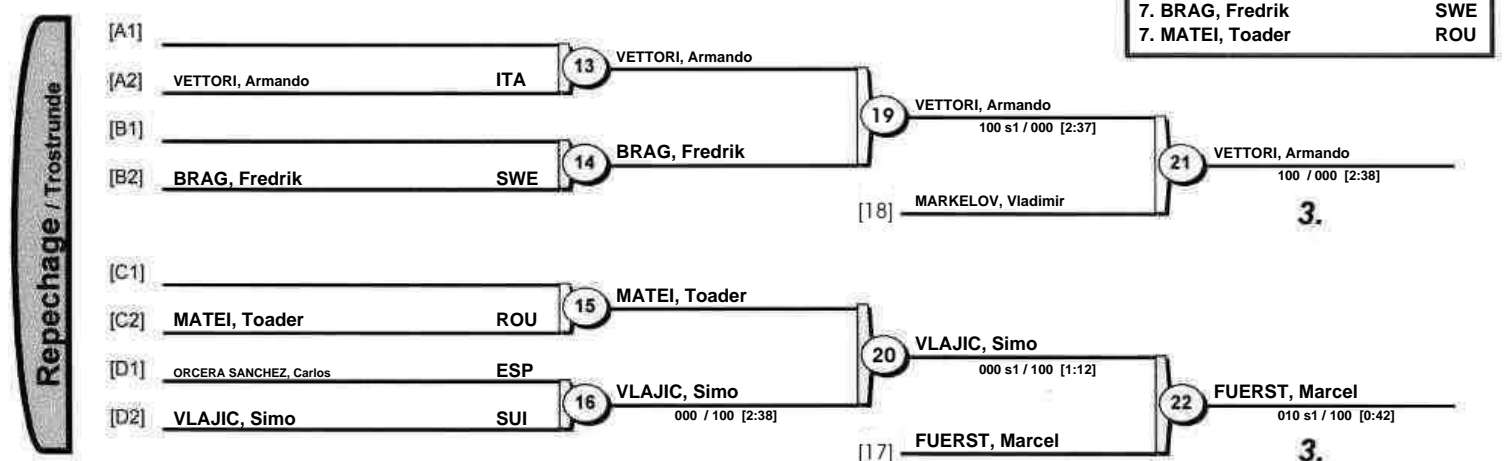 7. BRAG, Fredrik SWE
7. MATEI, Toader ROU
Repechage / Trostrunde
[A1]
[A2] VETTORI, Armando ITA
13 VETTORI, Armando
[B1]
[B2] BRAG, Fredrik SWE
14 BRAG, Fredrik
19 VETTORI, Armando
100 s1 / 000 [2:37]
[18] MARKELOV, Vladimir
21 VETTORI, Armando
100 / 000 [2:38]
3.
[C1]
[C2] MATEI, Toader ROU
15 MATEI, Toader
[D1] ORCERA SANCHEZ, Carlos ESP
[D2] VLAJIC, Simo SUI
16 VLAJIC, Simo
000 / 100 [2:38]
20 VLAJIC, Simo
000 s1 / 100 [1:12]
[17] FUERST, Marcel
22 FUERST, Marcel
010 s1 / 100 [0:42]
3.